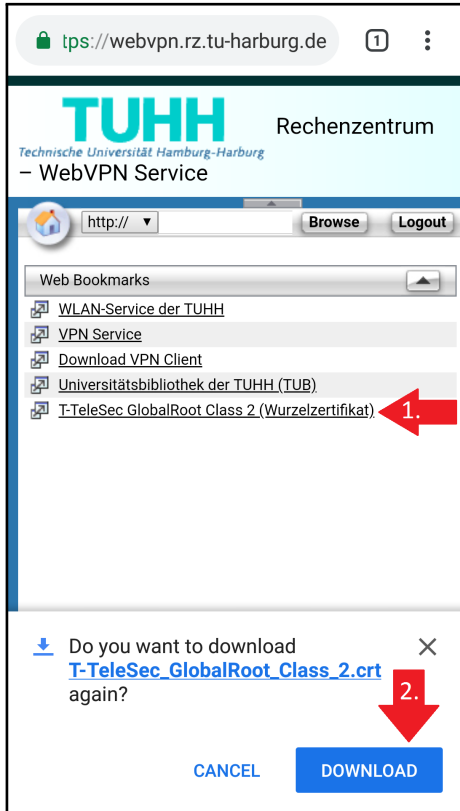 tps://webvpn.rz.tu-harburg.de 1
TUHH
Technische Universität Hamburg-Harburg
Rechenzentrum
– WebVPN Service
http:// Browse Logout
Web Bookmarks
WLAN-Service der TUHH
VPN Service
Download VPN Client
Universitätsbibliothek der TUHH (TUB)
T-TeleSec GlobalRoot Class 2 (Wurzelzertifikat) 1.
Do you want to download
T-TeleSec_GlobalRoot_Class_2.crt
again?
2.
CANCEL DOWNLOAD